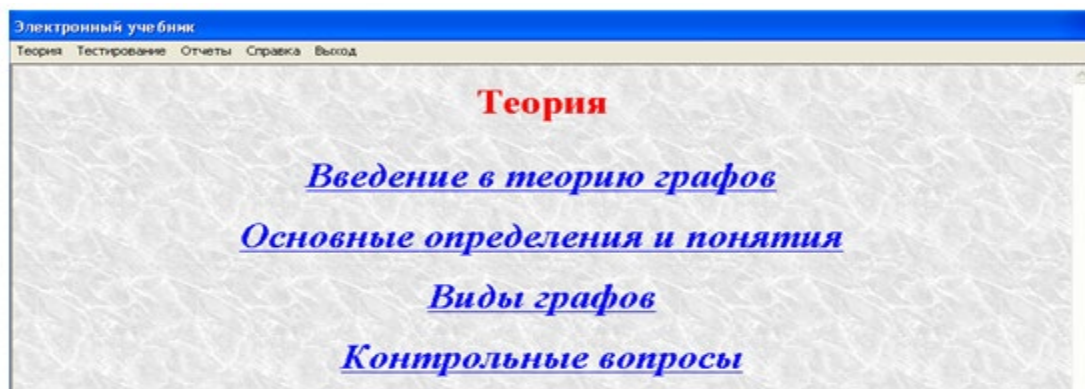 Электронный учебник
Теория Тестирование Отчеты Справка Выход
Теория
Введение в теорию графов
Основные определения и понятия
Виды графов
Контрольные вопросы